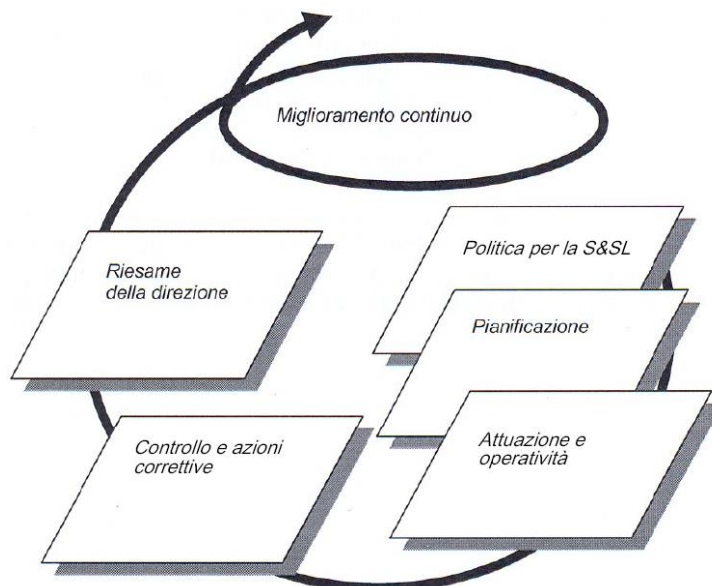 Miglioramento continuo
Politica per la S&SL
Riesame
della direzione
Pianificazione
Controllo e azioni
correttive
Attuazione e
operatività